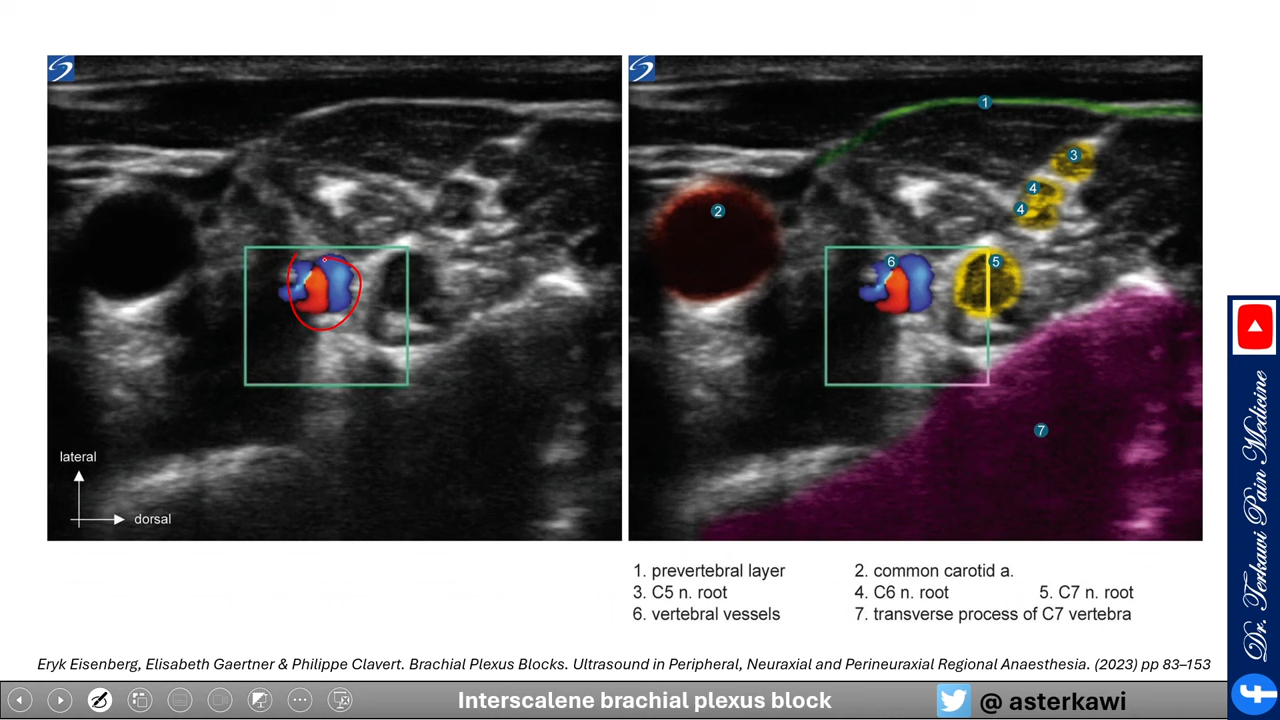 1
2
3
4
4
5
6
7
lateral
dorsal
1. prevertebral layer
2. common carotid a.
3. C5 n. root
4. C6 n. root
5. C7 n. root
6. vertebral vessels
7. transverse process of C7 vertebra
Eryk Eisenberg, Elisabeth Gaertner & Philippe Clavert. Brachial Plexus Blocks. Ultrasound in Peripheral, Neuraxial and Perineuraxial Regional Anaesthesia. (2023) pp 83–153
Interscalene brachial plexus block
@ asterkawi
Dr. Terkawi Pain Medicine